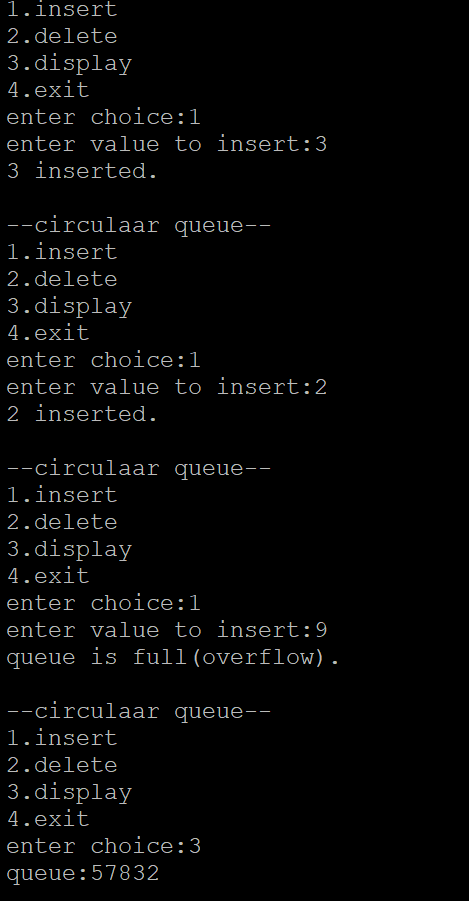 1.insert
2.delete
3.display
4.exit
enter choice:1
enter value to insert:3
3 inserted.

--circulaar queue--
1.insert
2.delete
3.display
4.exit
enter choice:1
enter value to insert:2
2 inserted.

--circulaar queue--
1.insert
2.delete
3.display
4.exit
enter choice:1
enter value to insert:9
queue is full(overflow).

--circulaar queue--
1.insert
2.delete
3.display
4.exit
enter choice:3
queue:57832